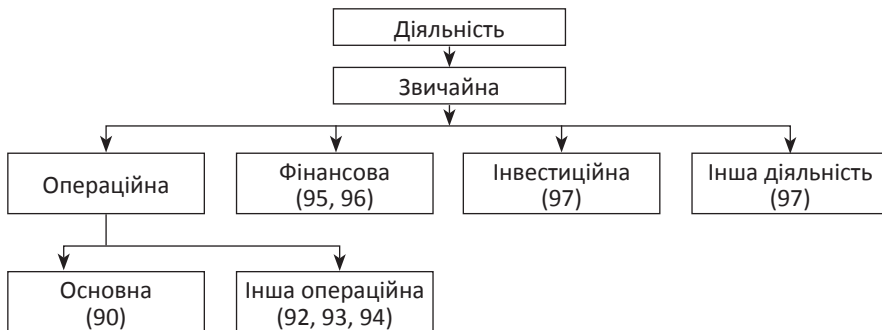 Діяльність
Звичайна
Операційна
Фінансова
(95, 96)
Інвестиційна
(97)
Інша діяльність
(97)
Основна
(90)
Інша операційна
(92, 93, 94)